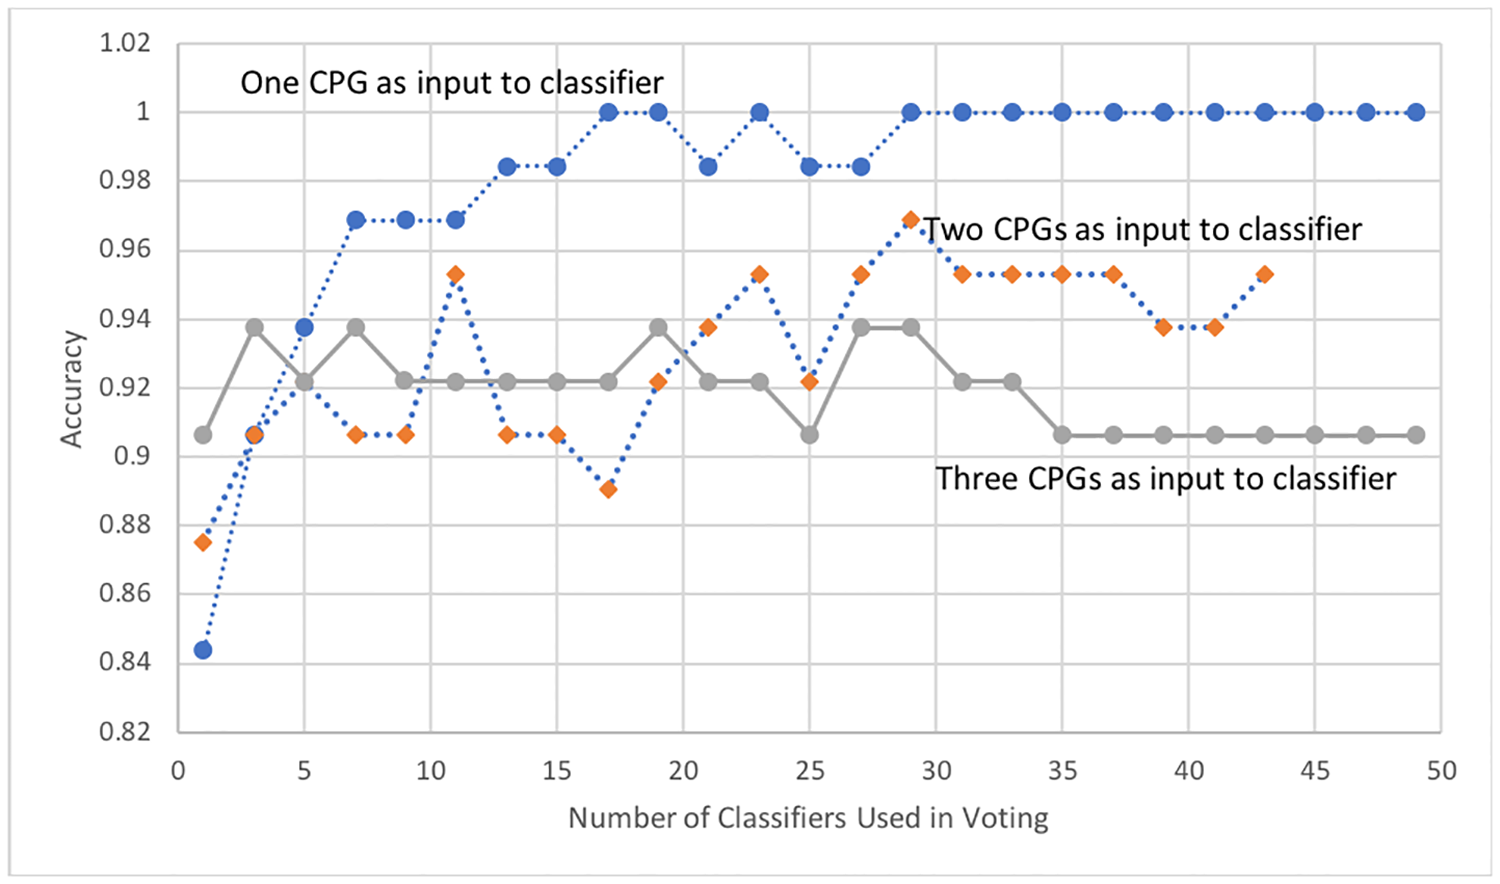 1.02
One CPG as input to classifier
1
0.98
Two CPGs as input to classifier
0.96
0.94
0.92
0.9
Three CPGs as input to classifier
0.88
0.86
0.84
0.82
Accuracy
0 5 10 15 20 25 30 35 40 45 50
Number of Classifiers Used in Voting